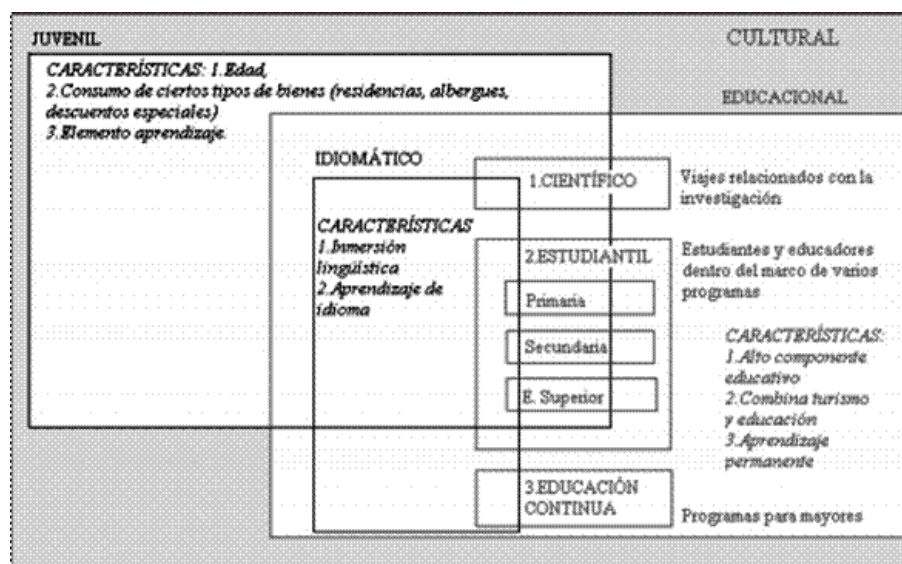 JUVENIL
CULTURAL
CARACTERÍSTICAS: 1.Edad,
2.Consumo de ciertos tipos de bienes (residencias, albergues,
descuentos especiales)
3.Elemento aprendizaje.
EDUCACIONAL
IDIOMÁTICO
CARACTERÍSTICAS
1.Inmersión
lingüística
2.Aprendizaje de
idioma
1.CIENTÍFICO
Viajes relacionados con la
investigación
2.ESTUDIANTIL
Primaria
Secundaria
E. Superior
Estudiantes y educadores
dentro del marco de varios
programas
CARACTERÍSTICAS:
1.Alto componente
educativo
2.Combina turismo
y educación
3.Aprendizaje
permanente
3.EDUCACIÓN
CONTINUA
Programas para mayores